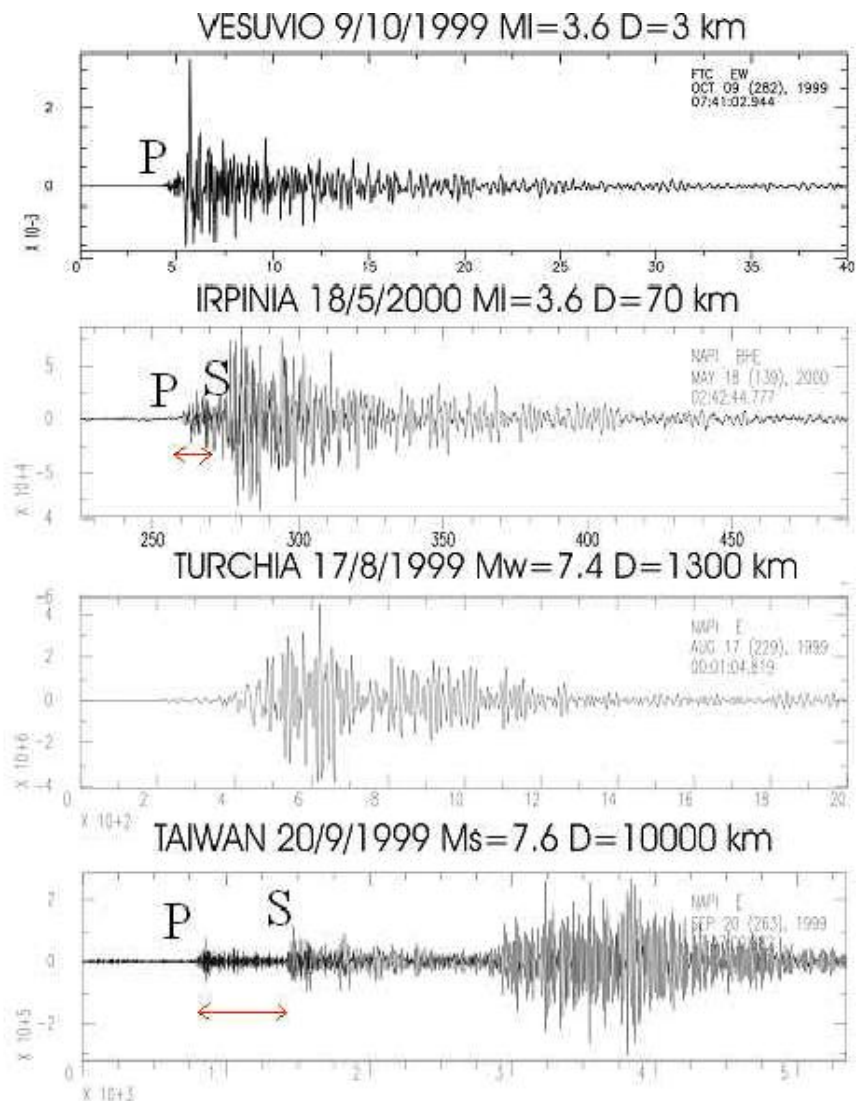 VESUVIO 9/10/1999 Ml=3.6 D=3 km
FTC EW
OCT 09 (282), 1999
07:41:02.944
2
P
0
X 10-3
0 5 10 15 20 25 30 35 40
IRPINIA 18/5/2000 Ml=3.6 D=70 km
NAPI BHE
MAY 18 (139), 2000
02:42:44.777
5
P S
0
-5
X 10+4
250 300 350 400 450
TURCHIA 17/8/1999 Mw=7.4 D=1300 km
NAPI E
AUG 17 (229), 1999
00:01:04.819
4
2
0
-2
-4
X 10+6
0 2 4 6 8 10 12 14 16 18 20
X 10+2
TAIWAN 20/9/1999 Ms=7.6 D=10000 km
NAPI E
SEP 20 (263), 1999
P S
0
-2
X 10+5
0 1 2 3 4 5
X 10+3